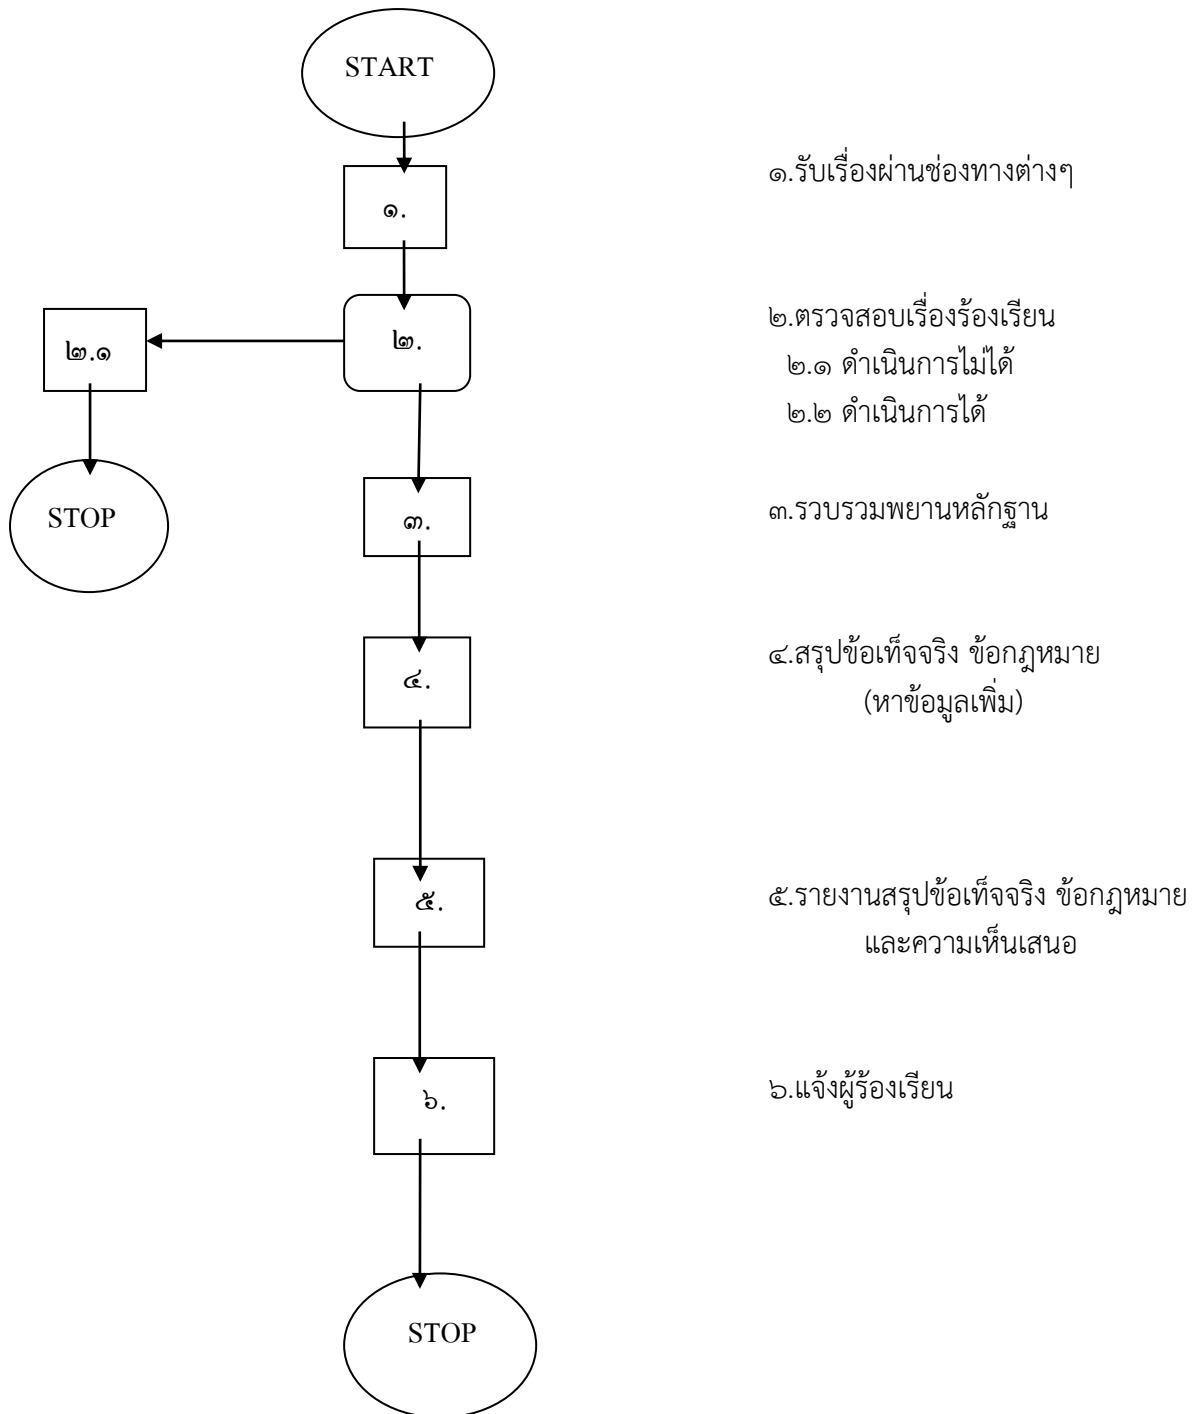 START
๑.
๑.รับเรื่องผ่านช่องทางต่างๆ
๒.๑
๒.
๒.ตรวจสอบเรื่องร้องเรียน
๒.๑ ดำเนินการไม่ได้
๒.๒ ดำเนินการได้
STOP
๓.
๓.รวบรวมพยานหลักฐาน
๔.
๔.สรุปข้อเท็จจริง ข้อกฎหมาย
(หาข้อมูลเพิ่ม)
๕.
๕.รายงานสรุปข้อเท็จจริง ข้อกฎหมาย
และความเห็นเสนอ
๖.
๖.แจ้งผู้ร้องเรียน
STOP